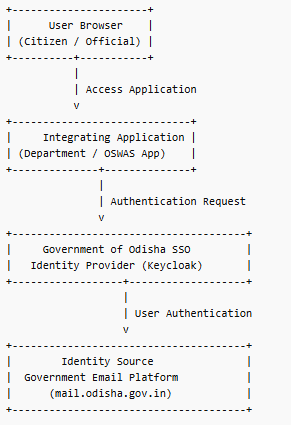 User Browser
(Citizen / Official)
Access Application
v
Integrating Application
(Department / OSWAS App)
Authentication Request
v
Government of Odisha SSO
Identity Provider (Keycloak)
User Authentication
v
Identity Source
Government Email Platform
(mail.odisha.gov.in)